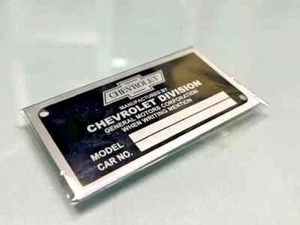 CHEVROLET
MANUFACTURED BY
CHEVROLET DIVISION
GENERAL MOTORS CORPORATION
WHEN WRITING MENTION
MODEL
CAR NO.